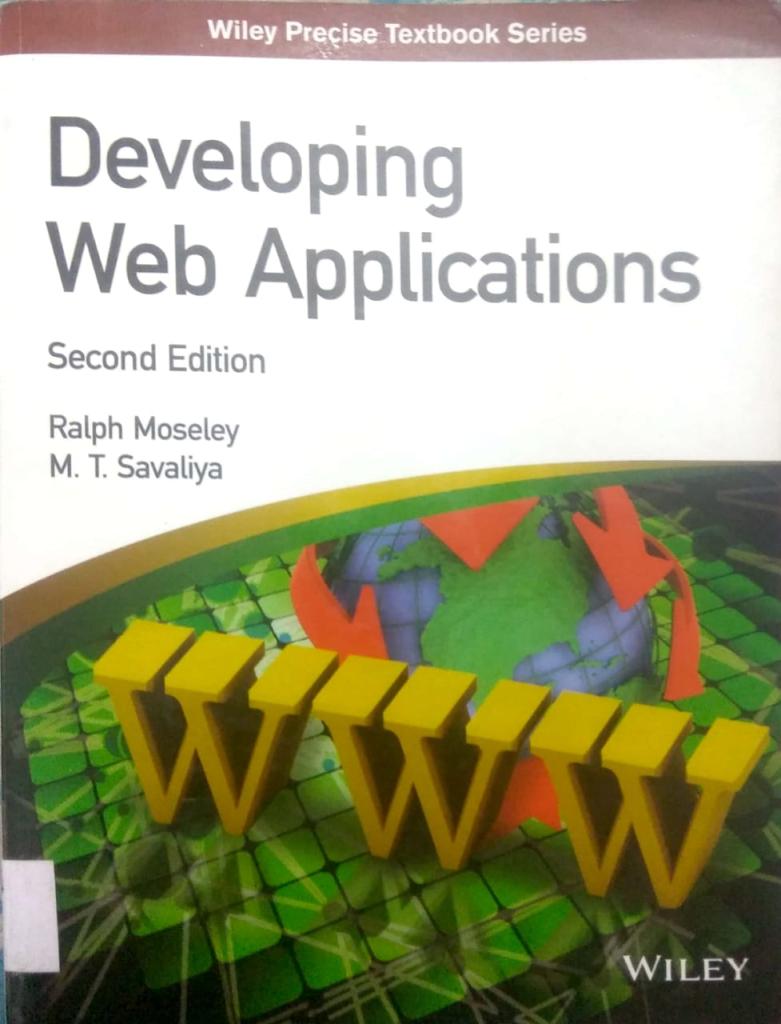 Wiley Precise Textbook Series
Developing
Web Applications
Second Edition
Ralph Moseley
M. T. Savaliya
WWW
WILEY